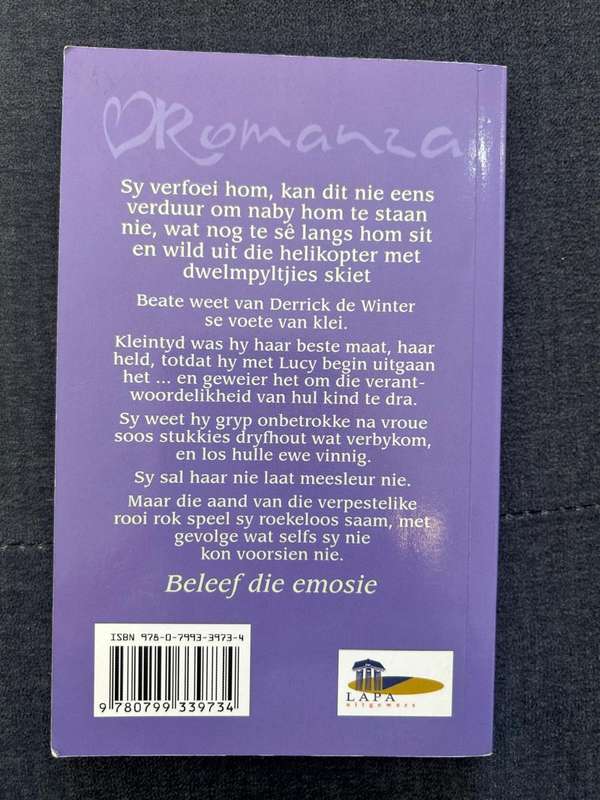 Romanza
Sy verfoei hom, kan dit nie eens
verduur om naby hom te staan
nie, wat nog te sê langs hom sit
en wild uit die helikopter met
dwelmpyltjies skiet
Beate weet van Derrick de Winter
se voete van klei.
Kleintyd was hy haar beste maat, haar
held, totdat hy met Lucy begin uitgaan
het ... en geweier het om die verant-
woordelikheid van hul kind te dra.
Sy weet hy gryp onbetrokke na vroue
soos stukkies dryfhout wat verbykom,
en los hulle ewe vinnig.
Sy sal haar nie laat meesleur nie.
Maar die aand van die verpestelike
rooi rok speel sy roekeloos saam, met
gevolge wat selfs sy nie
kon voorsien nie.
Beleef die emosie
ISBN 978-0-7993-3973-4
9 780799 339734
LAPA
uitgewers